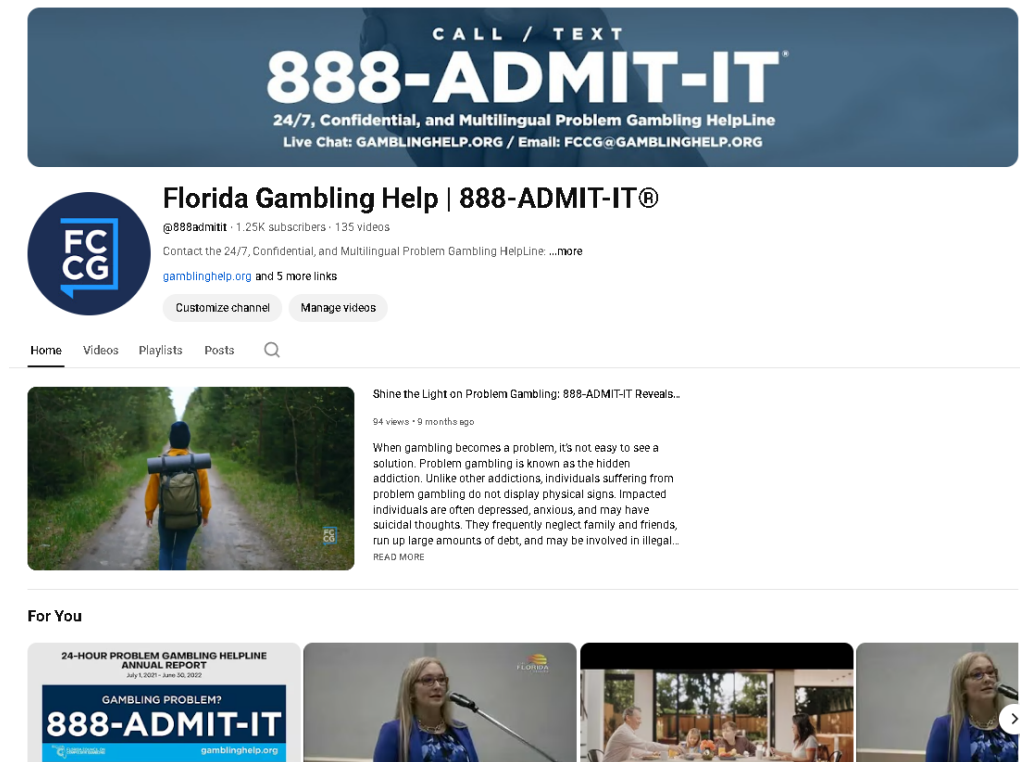 CALL / TEXT
888-ADMIT-IT®
24/7, Confidential, and Multilingual Problem Gambling HelpLine
Live Chat: GAMBLINGHELP.ORG / Email: FCCG@GAMBLINGHELP.ORG
FC
CG
Florida Gambling Help | 888-ADMIT-IT®
@888admitit · 1.25K subscribers · 135 videos
Contact the 24/7, Confidential, and Multilingual Problem Gambling HelpLine: ...more
gamblinghelp.org and 5 more links
Customize channel Manage videos
Home Videos Playlists Posts
Shine the Light on Problem Gambling: 888-ADMIT-IT Reveals...
94 views • 9 months ago
When gambling becomes a problem, it's not easy to see a
solution. Problem gambling is known as the hidden
addiction. Unlike other addictions, individuals suffering from
problem gambling do not display physical signs. Impacted
individuals are often depressed, anxious, and may have
suicidal thoughts. They frequently neglect family and friends,
run up large amounts of debt, and may be involved in illegal...
READ MORE
FC
CG
For You
24-HOUR PROBLEM GAMBLING HELPLINE
ANNUAL REPORT
July 1, 2021 - June 30, 2022
GAMBLING PROBLEM?
888-ADMIT-IT
gamblinghelp.org
FLORIDA